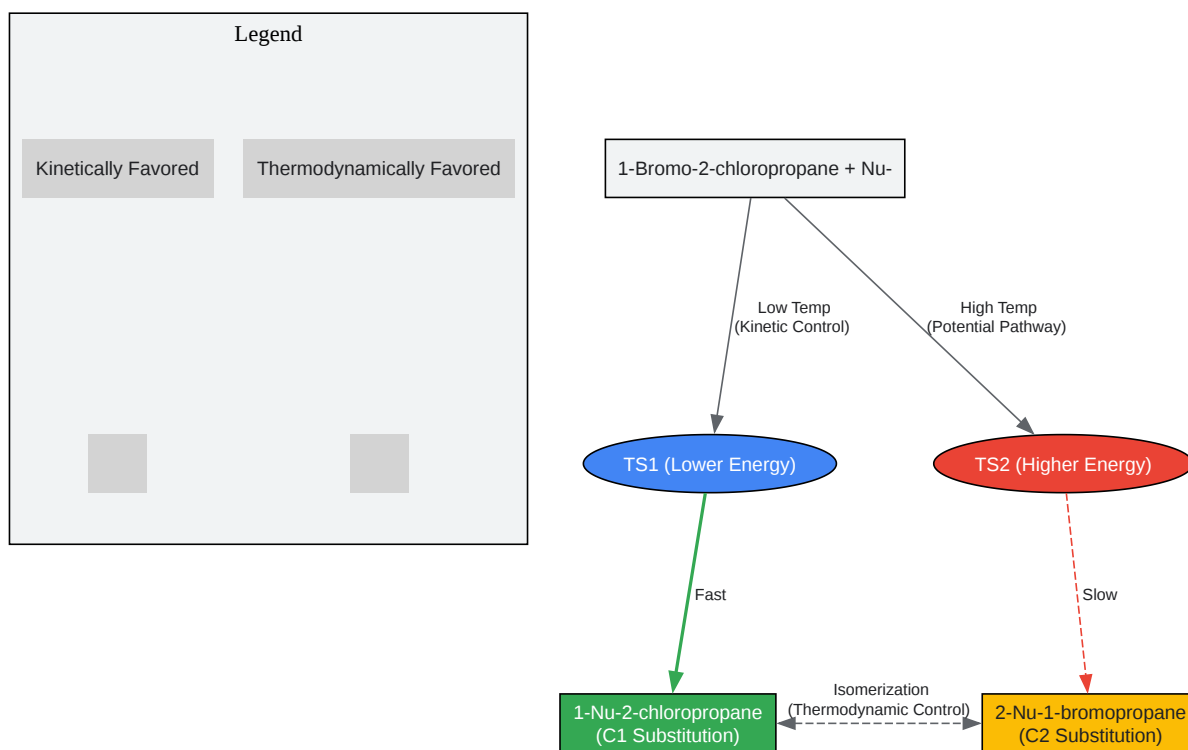 Legend
Kinetically Favored
Thermodynamically Favored
1-Bromo-2-chloropropane + Nu-
Low Temp
(Kinetic Control)
High Temp
(Potential Pathway)
TS1 (Lower Energy)
TS2 (Higher Energy)
Fast
Slow
1-Nu-2-chloropropane
(C1 Substitution)
Isomerization
(Thermodynamic Control)
2-Nu-1-bromopropane
(C2 Substitution)